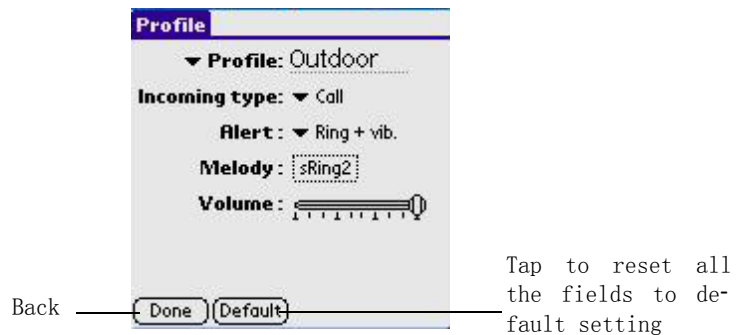 Profile
Profile: Outdoor
Incoming type: Call
Alert: Ring + vib.
Melody: sRing2
Volume:
Done Default
Back
Tap to reset all
the fields to de-
fault setting